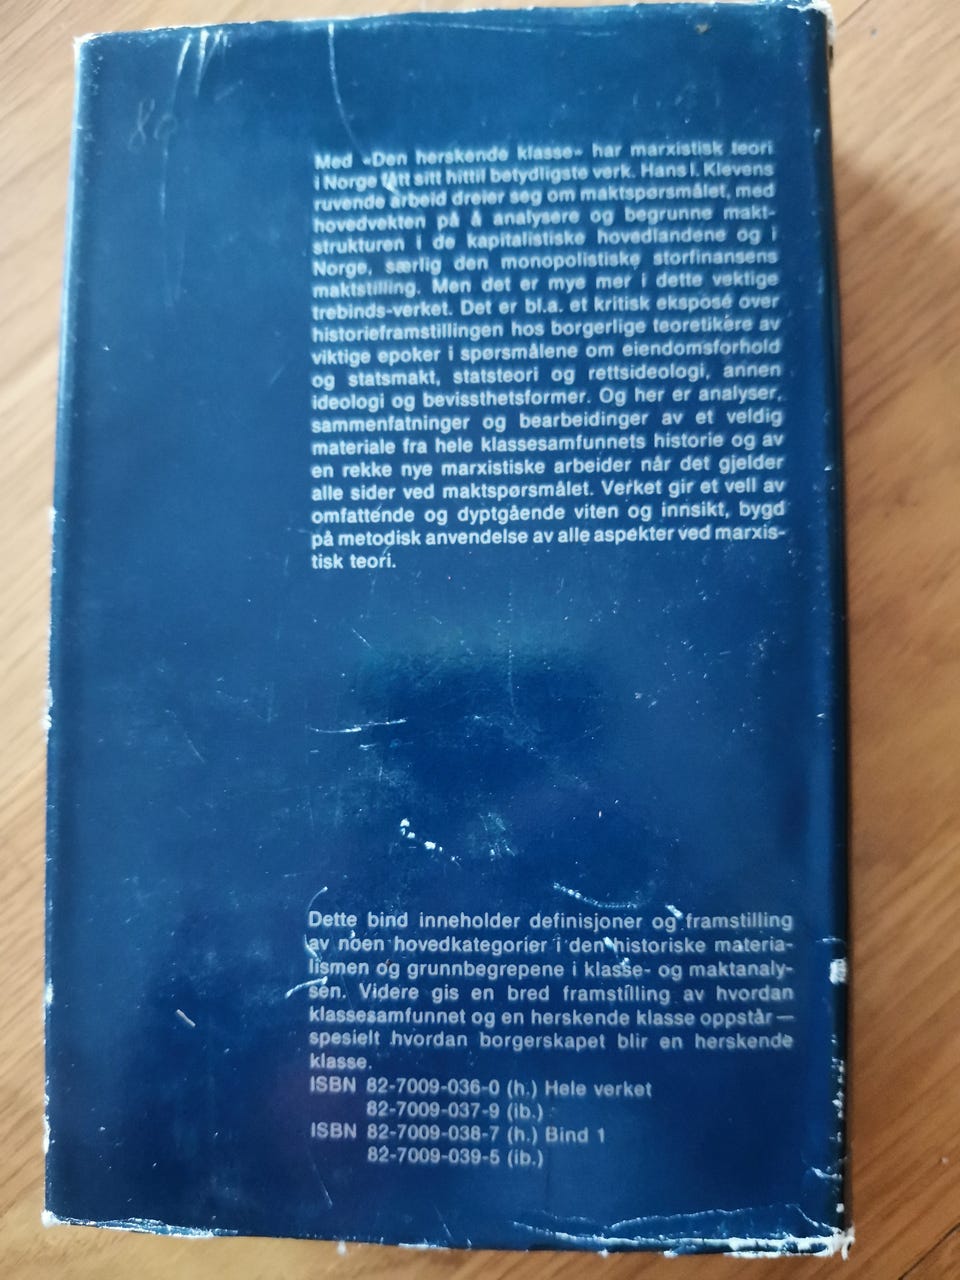 80
Med «Den herskende klasse» har marxistisk teori
i Norge fått sitt hittil betydligste verk. Hans I. Klevens
ruvende arbeid dreier seg om maktspørsmålet, med
hovedvekten på å analysere og begrunne makt-
strukturen i de kapitalistiske hovedlandene og i
Norge, særlig den monopolistiske storfinansens
maktstilling. Men det er mye mer i dette vektige
trebinds-verket. Det er bl.a. et kritisk eksposé over
historieframstillingen hos borgerlige teoretikere av
viktige epoker i spørsmålene om eiendomsforhold
og statsmakt, statsteori og rettsideologi, annen
ideologi og bevissthetsformer. Og her er analyser,
sammenfatninger og bearbeidinger av et veldig
materiale fra hele klassesamfunnets historie og av
en rekke nye marxistiske arbeider når det gjelder
alle sider ved maktspørsmålet. Verket gir et vell av
omfattende og dyptgående viten og innsikt, bygd
på metodisk anvendelse av alle aspekter ved marxis-
tisk teori.
Dette bind inneholder definisjoner og framstilling
av noen hovedkategorier i den historiske materia-
lismen og grunnbegrepene i klasse- og maktanaly-
sen. Videre gis en bred framstilling av hvordan
klassesamfunnet og en herskende klasse oppstår —
spesielt hvordan borgerskapet blir en herskende
klasse.
ISBN 82-7009-036-0 (h.) Hele verket
82-7009-037-9 (ib.)
ISBN 82-7009-038-7 (h.) Bind 1
82-7009-039-5 (ib.)